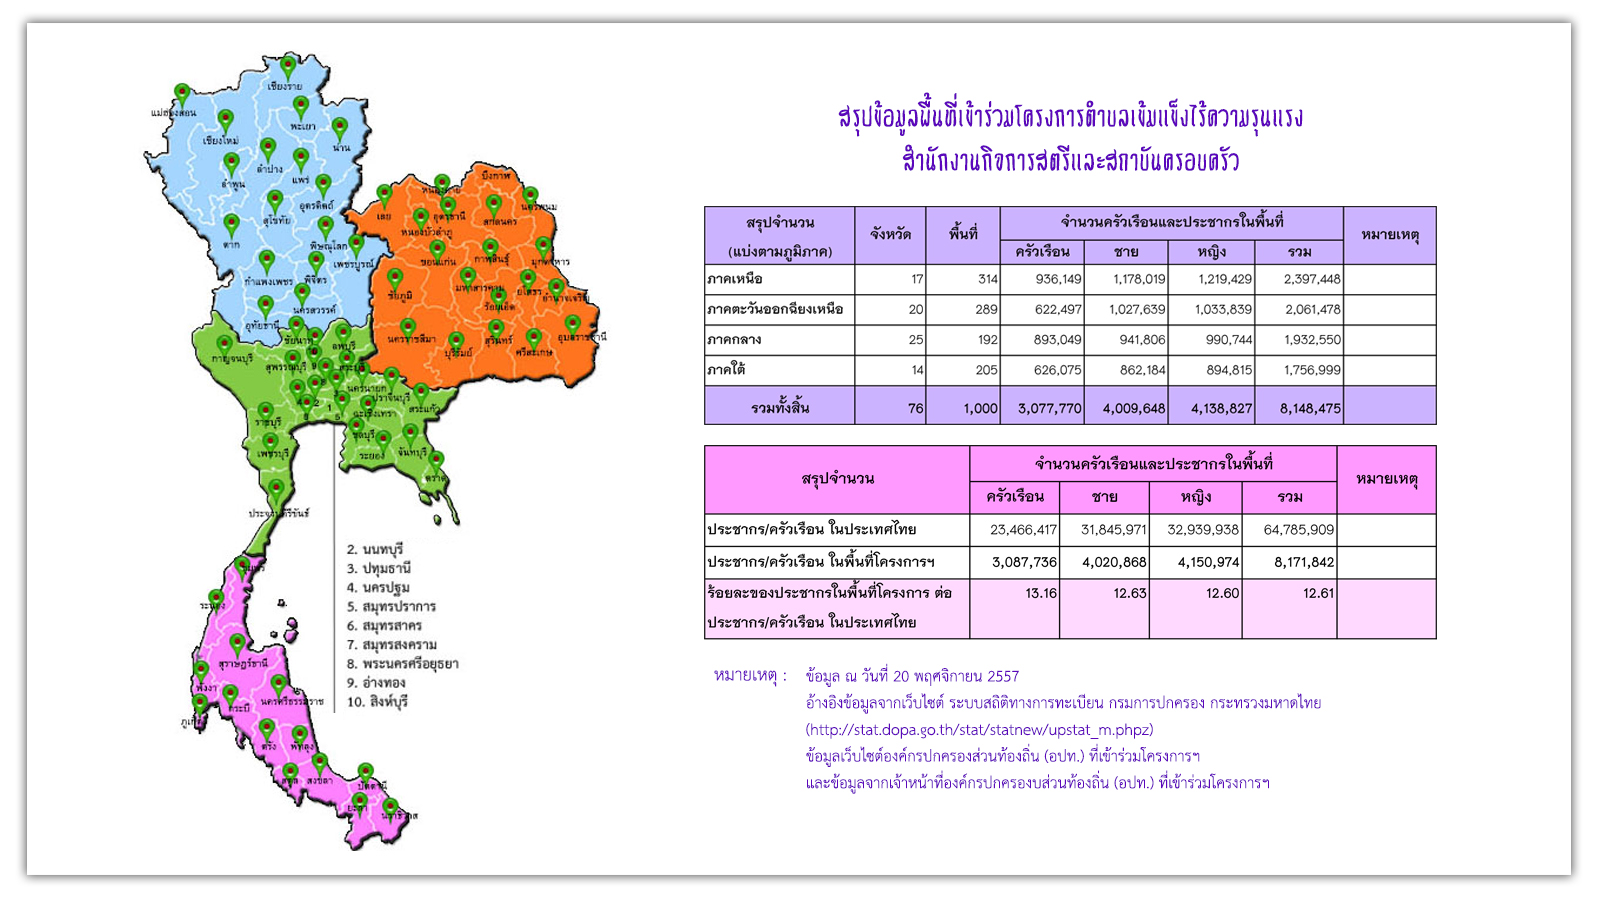 สรุปข้อมูลพื้นที่เข้าร่วมโครงการตำบลเข้มแข็งไร้ความรุนแรง
สำนักงานกิจการสตรีและสถาบันครอบครัว
สรุปจำนวน (แบ่งตามภูมิภาค) จังหวัด พื้นที่ จำนวนครัวเรือนและประชากรในพื้นที่ หมายเหตุ
ครัวเรือน ชาย หญิง รวม
ภาคเหนือ 17 314 936,149 1,178,019 1,219,429 2,397,448
ภาคตะวันออกฉียงเหนือ 20 289 622,497 1,027,639 1,033,839 2,061,478
ภาคกลาง 25 192 893,049 941,806 990,744 1,932,550
ภาคใต้ 14 205 626,075 862,184 894,815 1,756,999
รวมทั้งสิ้น 76 1,000 3,077,770 4,009,648 4,138,827 8,148,475
สรุปจำนวน จำนวนครัวเรือนและประชากรในพื้นที่ หมายเหตุ
ครัวเรือน ชาย หญิง รวม
ประชากร/ครัวเรือน ในประเทศไทย 23,466,417 31,845,971 32,939,938 64,785,909
ประชากร/ครัวเรือน ในพื้นที่โครงการฯ 3,087,736 4,020,868 4,150,974 8,171,842
ร้อยละของประชากรในพื้นที่โครงการ ต่อ 13.16 12.63 12.60 12.61
ประชากร/ครัวเรือน ในประเทศไทย
หมายเหตุ : ข้อมูล ณ วันที่ 20 พฤศจิกายน 2557
อ้างอิงข้อมูลจากเว็บไซต์ ระบบสถิติทางการทะเบียน กรมการปกครอง กระทรวงมหาดไทย
(http://stat.dopa.go.th/stat/statnew/upstat_m.phpz)
ข้อมูลเว็บไซต์องค์กรปกครองส่วนท้องถิ่น (อปท.) ที่เข้าร่วมโครงการฯ
และข้อมูลจากเจ้าหน้าที่องค์กรปกครองบส่วนท้องถิ่น (อปท.) ที่เข้าร่วมโครงการฯ
เชียงราย
แม่ฮ่องสอน
พะเยา
เชียงใหม่
น่าน
ลำปาง
แพร่
ลำพูน
อุตรดิตถ์
สุโขทัย
ตาก
พิษณุโลก
เพชรบูรณ์
กำแพงเพชร
พิจิตร
นครสวรรค์
อุทัยธานี
บึงกาฬ
หนองคาย
เลย
อุดรธานี
สกลนคร
นครพนม
หนองบัวลำภู
ขอนแก่น
กาฬสินธุ์
มุกดาหาร
ชัยภูมิ
มหาสารคาม
ร้อยเอ็ด
ยโสธร
อำนาจเจริญ
นครราชสีมา
บุรีรัมย์
สุรินทร์
ศรีสะเกษ
อุบลราชธานี
ชัยนาท
ลพบุรี
กาญจนบุรี
สุพรรณบุรี
สระบุรี
นครนายก
ปราจีนบุรี
ฉะเชิงเทรา
สระแก้ว
ราชบุรี
ชลบุรี
เพชรบุรี
ระยอง
จันทบุรี
ตราด
ประจวบคีรีขันธ์
2. นนทบุรี
3. ปทุมธานี
4. นครปฐม
5. สมุทรปราการ
6. สมุทรสาคร
7. สมุทรสงคราม
8. พระนครศรีอยุธยา
9. อ่างทอง
10. สิงห์บุรี
ชุมพร
ระนอง
สุราษฎร์ธานี
พังงา
นครศรีธรรมราช
กระบี่
ภูเก็ต
ตรัง
พัทลุง
สตูล
สงขลา
ปัตตานี
ยะลา
นราธิวาส